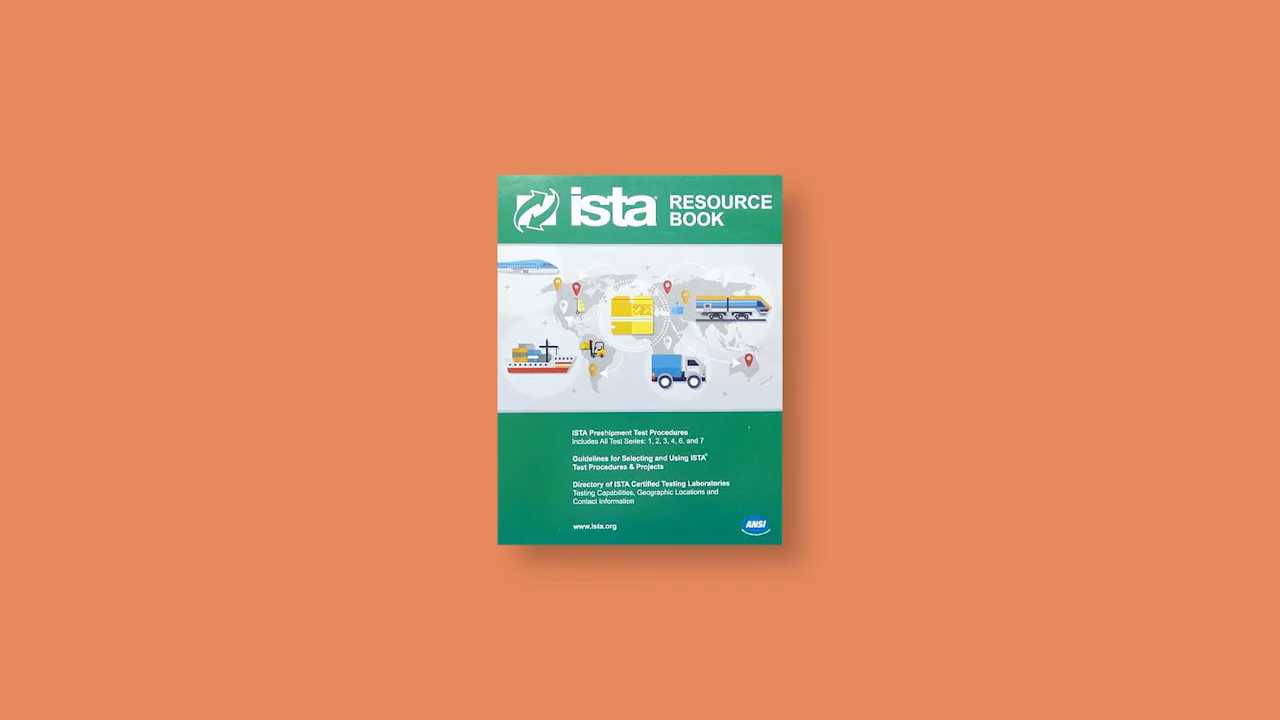 ista
RESOURCE
BOOK
ISTA Preshipment Test Procedures
Includes All Test Series: 1, 2, 3, 4, 6, and 7
Guidelines for Selecting and Using ISTA®
Test Procedures & Projects
Directory of ISTA Certified Testing Laboratories
Testing Capabilities, Geographic Locations and
Contact Information
www.ista.org
ANSI